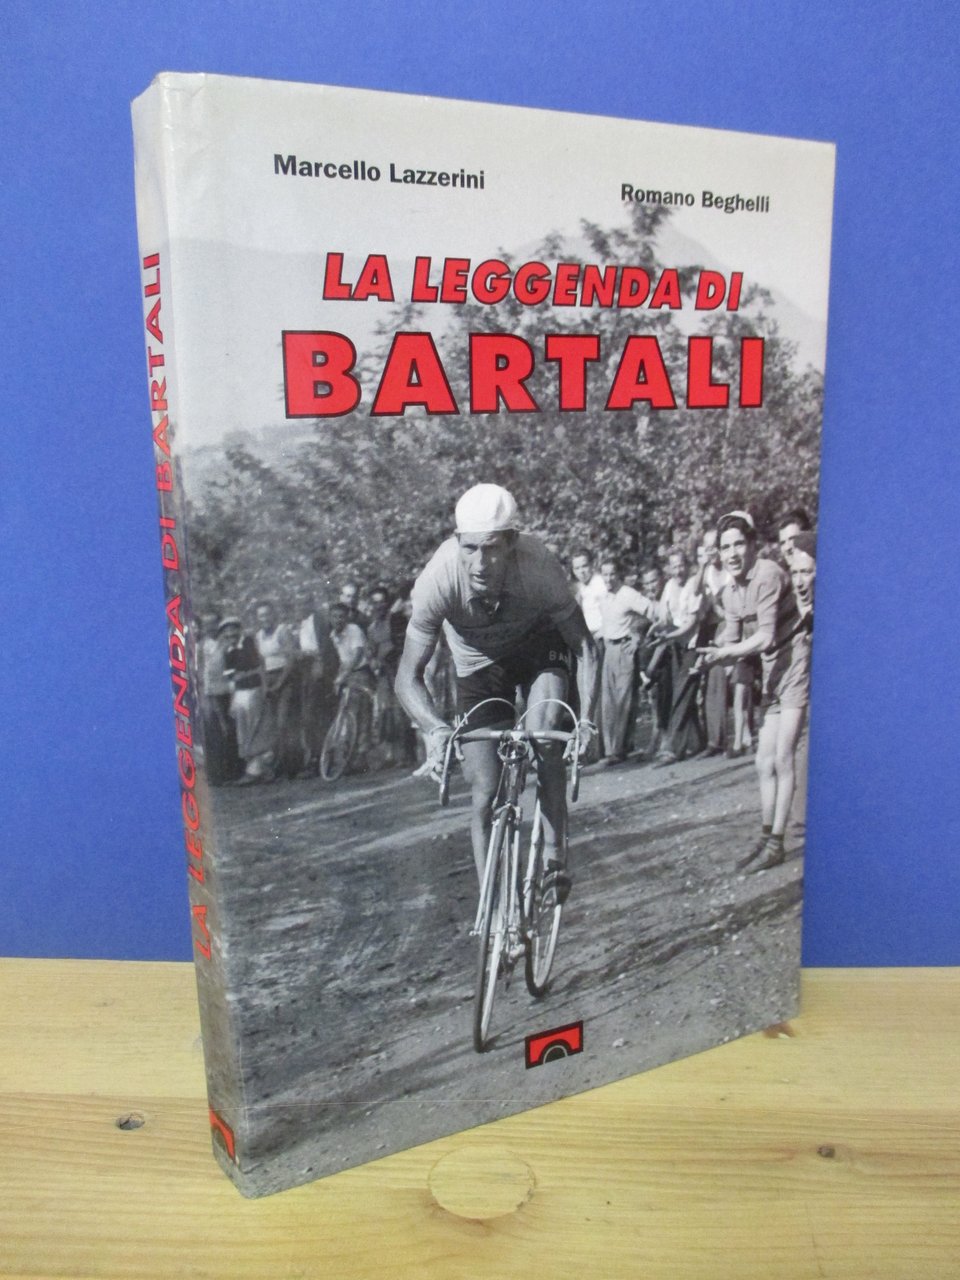 Marcello Lazzerini
Romano Beghelli
LA LEGGENDA DI
BARTALI
LA LEGGENDA DI BARTALI